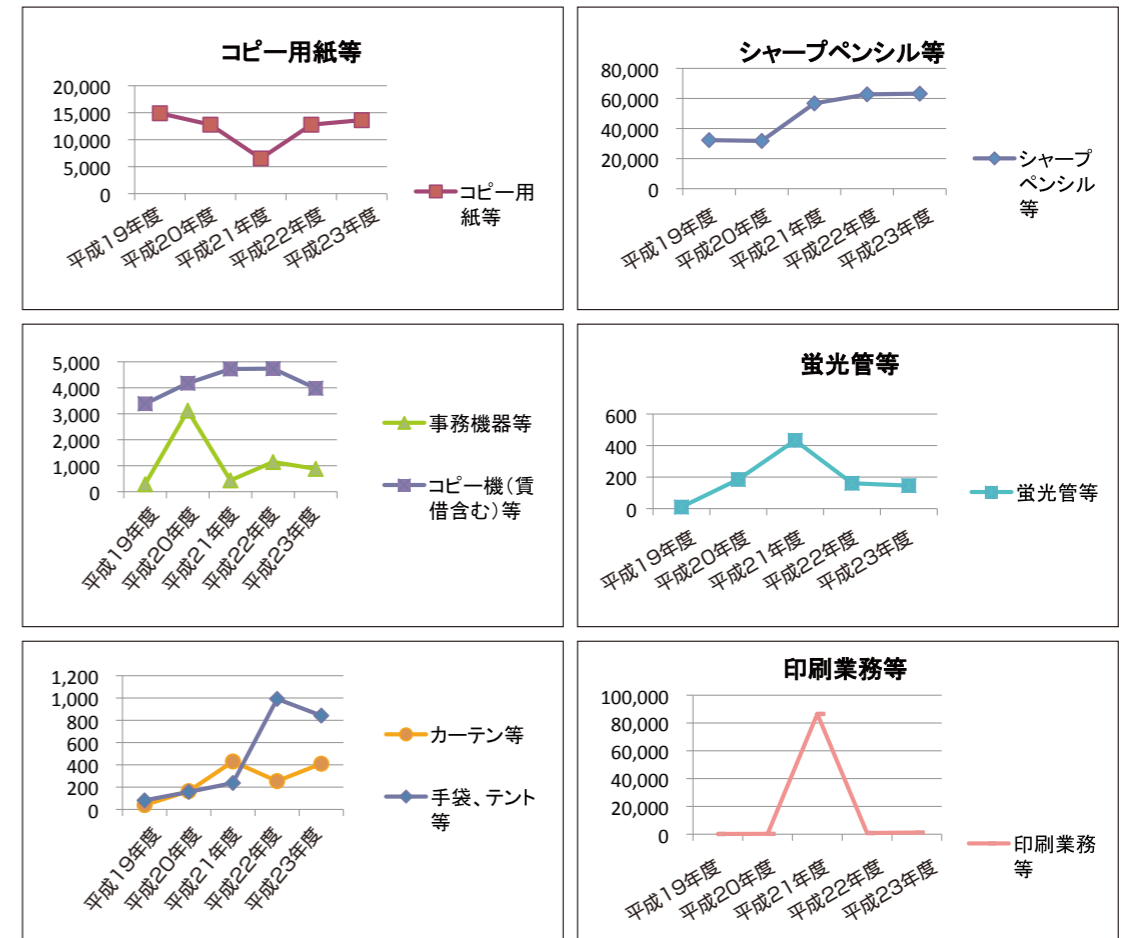 コピー用紙等
20,000
15,000
10,000
5,000
0
平成19年度
平成20年度
平成21年度
平成22年度
平成23年度
コピー用
紙等
シャープペンシル等
80,000
60,000
40,000
20,000
0
平成19年度
平成20年度
平成21年度
平成22年度
平成23年度
シャープ
ペンシル
等
5,000
4,000
3,000
2,000
1,000
0
平成19年度
平成20年度
平成21年度
平成22年度
平成23年度
事務機器等
コピー機(賃
借含む)等
蛍光管等
600
400
200
0
平成19年度
平成20年度
平成21年度
平成22年度
平成23年度
蛍光管等
1,200
1,000
800
600
400
200
0
平成19年度
平成20年度
平成21年度
平成22年度
平成23年度
カーテン等
手袋、テント
等
印刷業務等
100,000
80,000
60,000
40,000
20,000
0
平成19年度
平成20年度
平成21年度
平成22年度
平成23年度
印刷業務
等